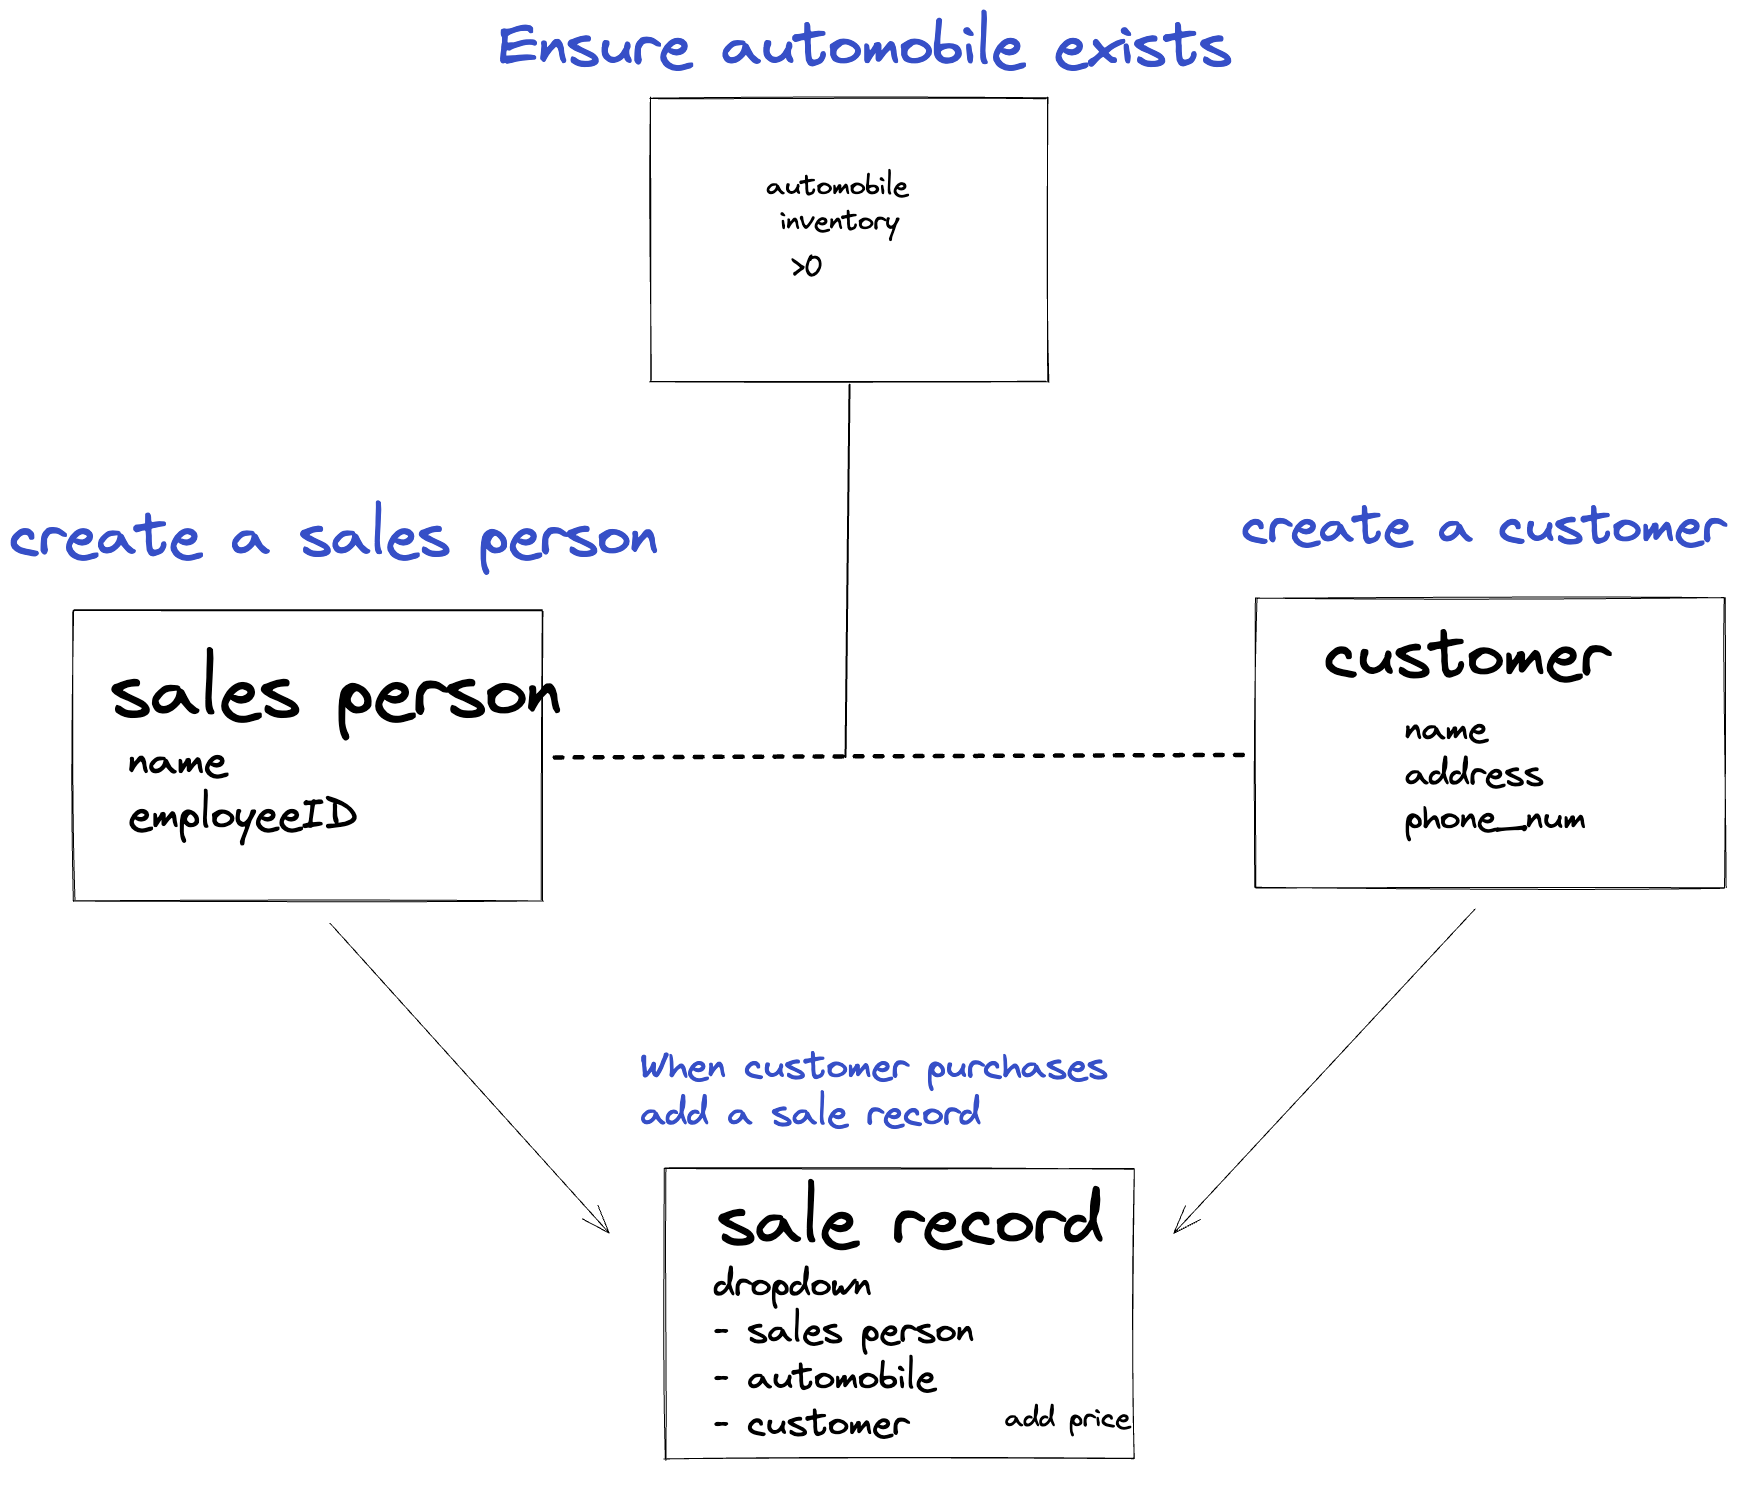 Ensure automobile exists
automobile
inventory
>0
create a sales person
create a customer
sales person
name
employeeID
customer
name
address
phone_num
When customer purchases
add a sale record
sale record
dropdown
- sales person
- automobile
- customer
add price